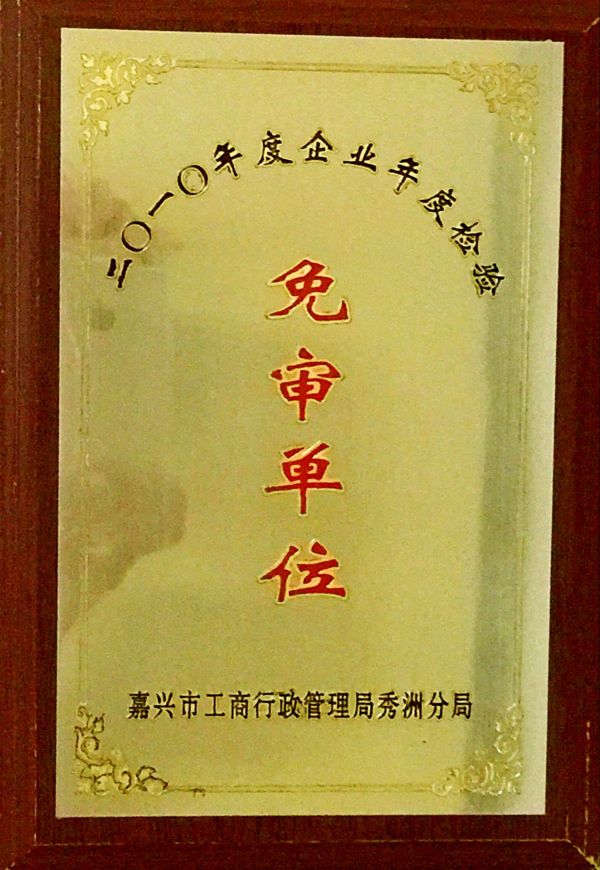 二〇一〇年度企业年度检验
免审单位
嘉兴市工商行政管理局秀洲分局